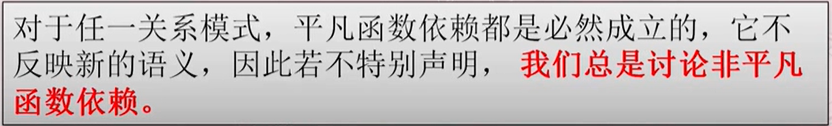 对于任一关系模式，平凡函数依赖都是必然成立的，它不
反映新的语义，因此若不特别声明， 我们总是讨论非平凡
函数依赖。